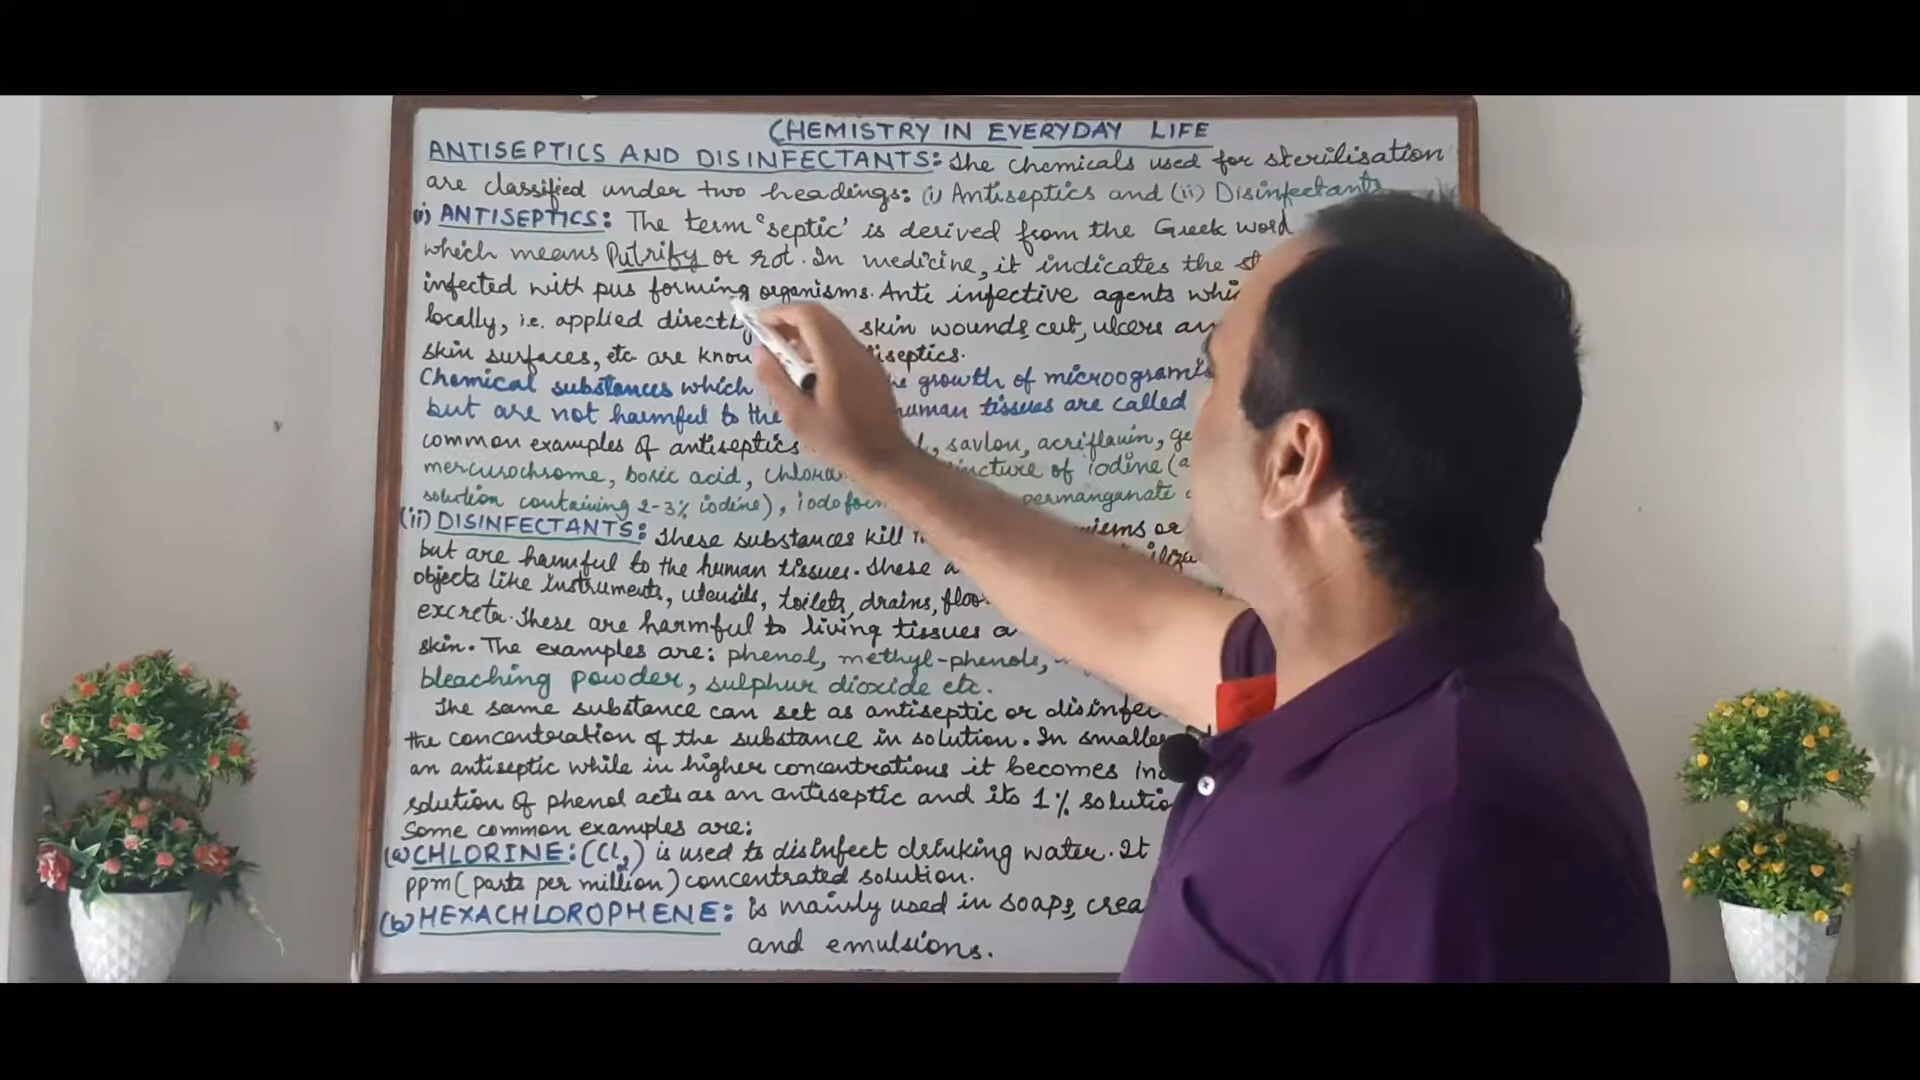 CHEMISTRY IN EVERYDAY LIFE
ANTISEPTICS AND DISINFECTANTS: The chemicals used for sterilisation
are classified under two headings: (i) Antiseptics and (ii) Disinfectants
(i) ANTISEPTICS: The term 'septic' is derived from the Greek word
which means Putrify or rot. In medicine, it indicates the
infected with pus forming organisms. Anti infective agents
locally, i.e. applied directly skin wounds, cut, ulcers
skin surfaces, etc are
Chemical substances which growth of microogramis
but are not harmful to the human tissues are called
common examples of antiseptics savlon, acriflavin,
mercurochrome, boric acid, of iodine (
solution containing 2-3% iodine), permanganate
(ii) DISINFECTANTS: These substances kill or
but are harmful to the human tissues. These
objects like instruments, utensils, toilets, drains,
excreta. These are harmful to living tissues
skin. The examples are: phenol, methyl-phenols,
bleaching powder, sulphur dioxide etc.
The same substance can set as antiseptic or
the concentration of the substance in solution. In
an antiseptic while in higher concentrations it becomes
solution of phenol acts as an antiseptic and its 1%
Some common examples are:
(a) CHLORINE: (Cl2) is used to disinfect drinking water. It
ppm (parts per million) concentrated solution.
(b) HEXACHLOROPHENE: Is mainly used in soaps,
and emulsions.